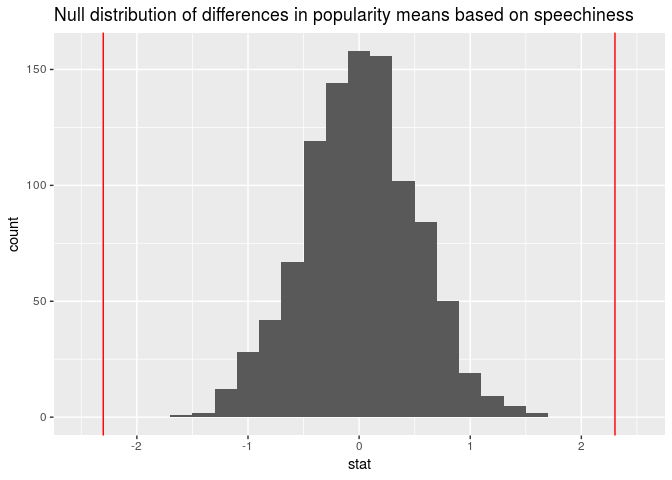 Null distribution of differences in popularity means based on speechiness
150
100
50
0
count
-2 -1 0 1 2
stat